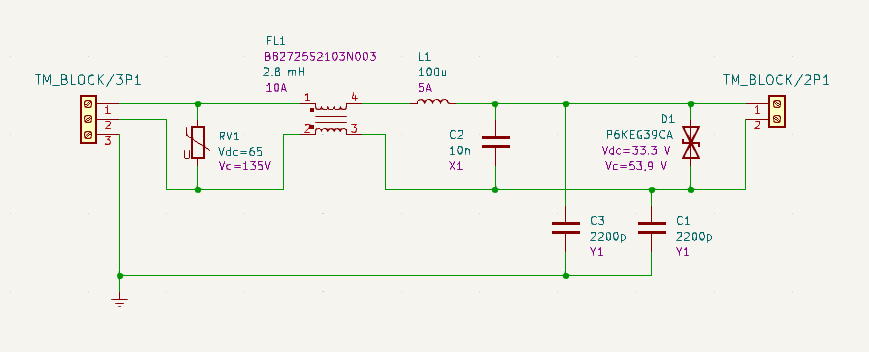 FL1
B82725S2103N003
2.8 mH
10A
L1
100u
5A
TM_BLOCK/3P1
TM_BLOCK/2P1
1
2
3
1
4
2
3
1
2
RV1
Vdc=65
Vc=135V
U
C2
10n
X1
D1
P6KEG39CA
Vdc=33.3 V
Vc=53.9 V
C3
2200p
Y1
C1
2200p
Y1